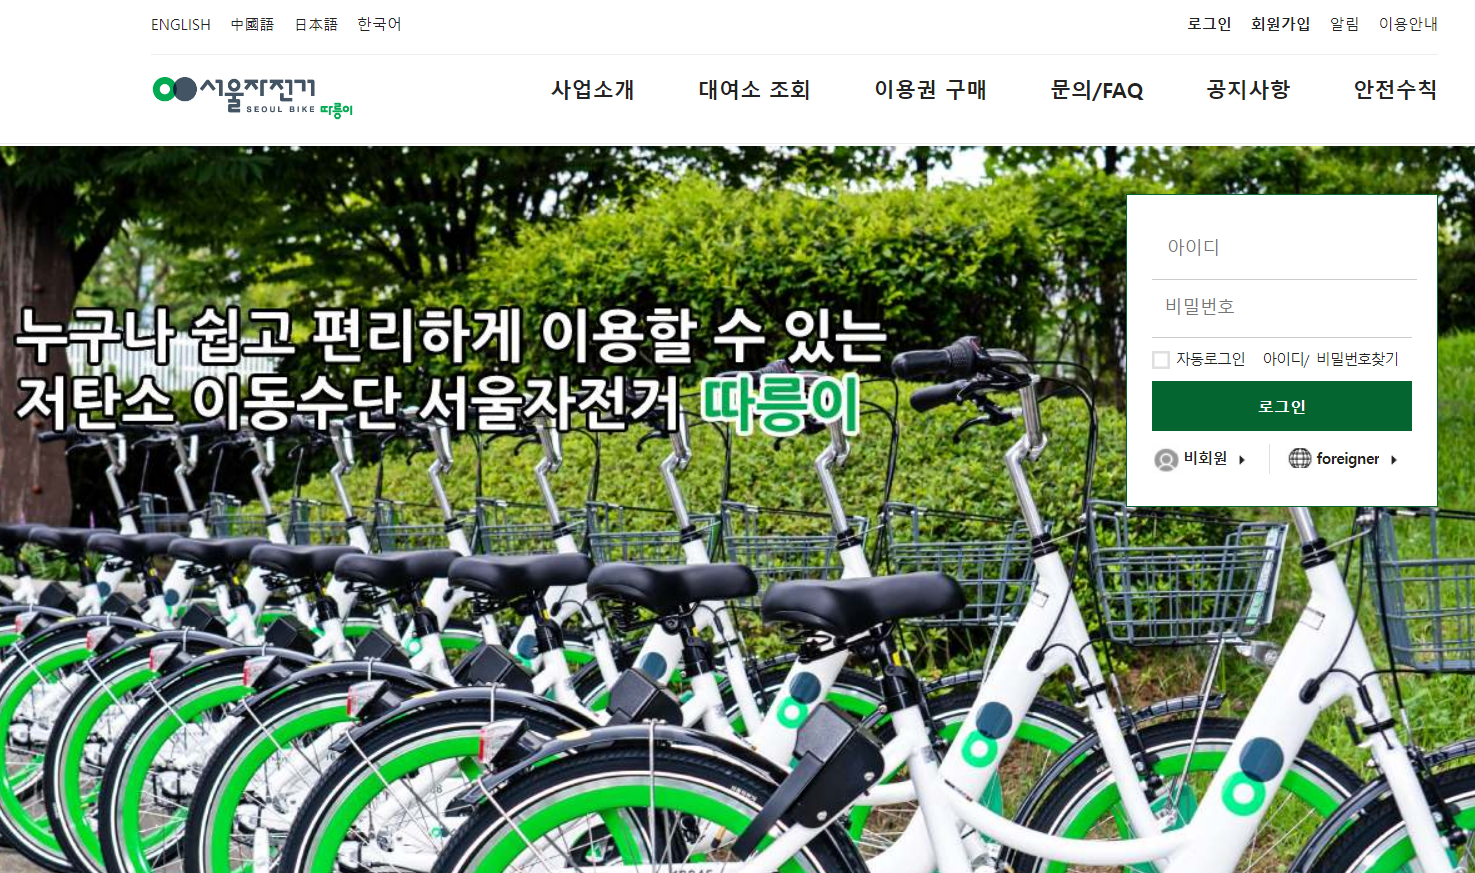 ENGLISH 中國語 日本語 한국어
로그인 회원가입 알림 이용안내
서울자전거
SEOUL BIKE 따릉이
사업소개 대여소 조회 이용권 구매 문의/FAQ 공지사항 안전수칙
아이디
비밀번호
자동로그인 아이디/ 비밀번호찾기
로그인
비회원 foreigner
누구나 쉽고 편리하게 이용할 수 있는
저탄소 이동수단 서울자전거 따릉이